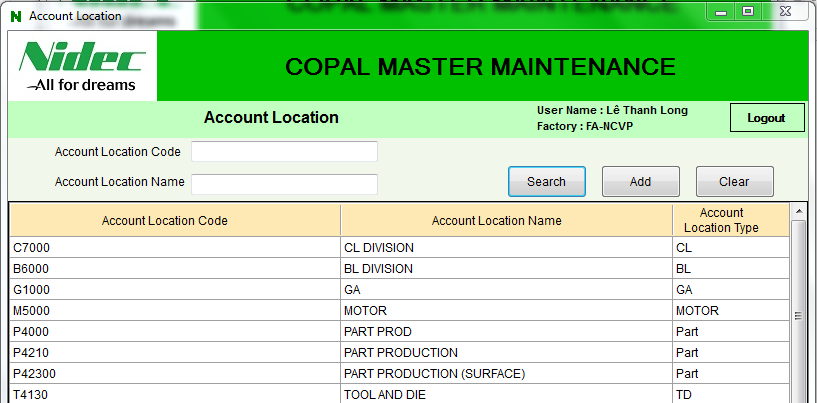 Account Location
Nidec
All for dreams
COPAL MASTER MAINTENANCE
Account Location
User Name : Lê Thanh Long
Factory : FA-NCVP
Logout
Account Location Code
Account Location Name
Search Add Clear
Account Location Code Account Location Name Account Location Type
C7000 CL DIVISION CL
B6000 BL DIVISION BL
G1000 GA GA
M5000 MOTOR MOTOR
P4000 PART PROD Part
P4210 PART PRODUCTION Part
P42300 PART PRODUCTION (SURFACE) Part
T4130 TOOL AND DIE TD